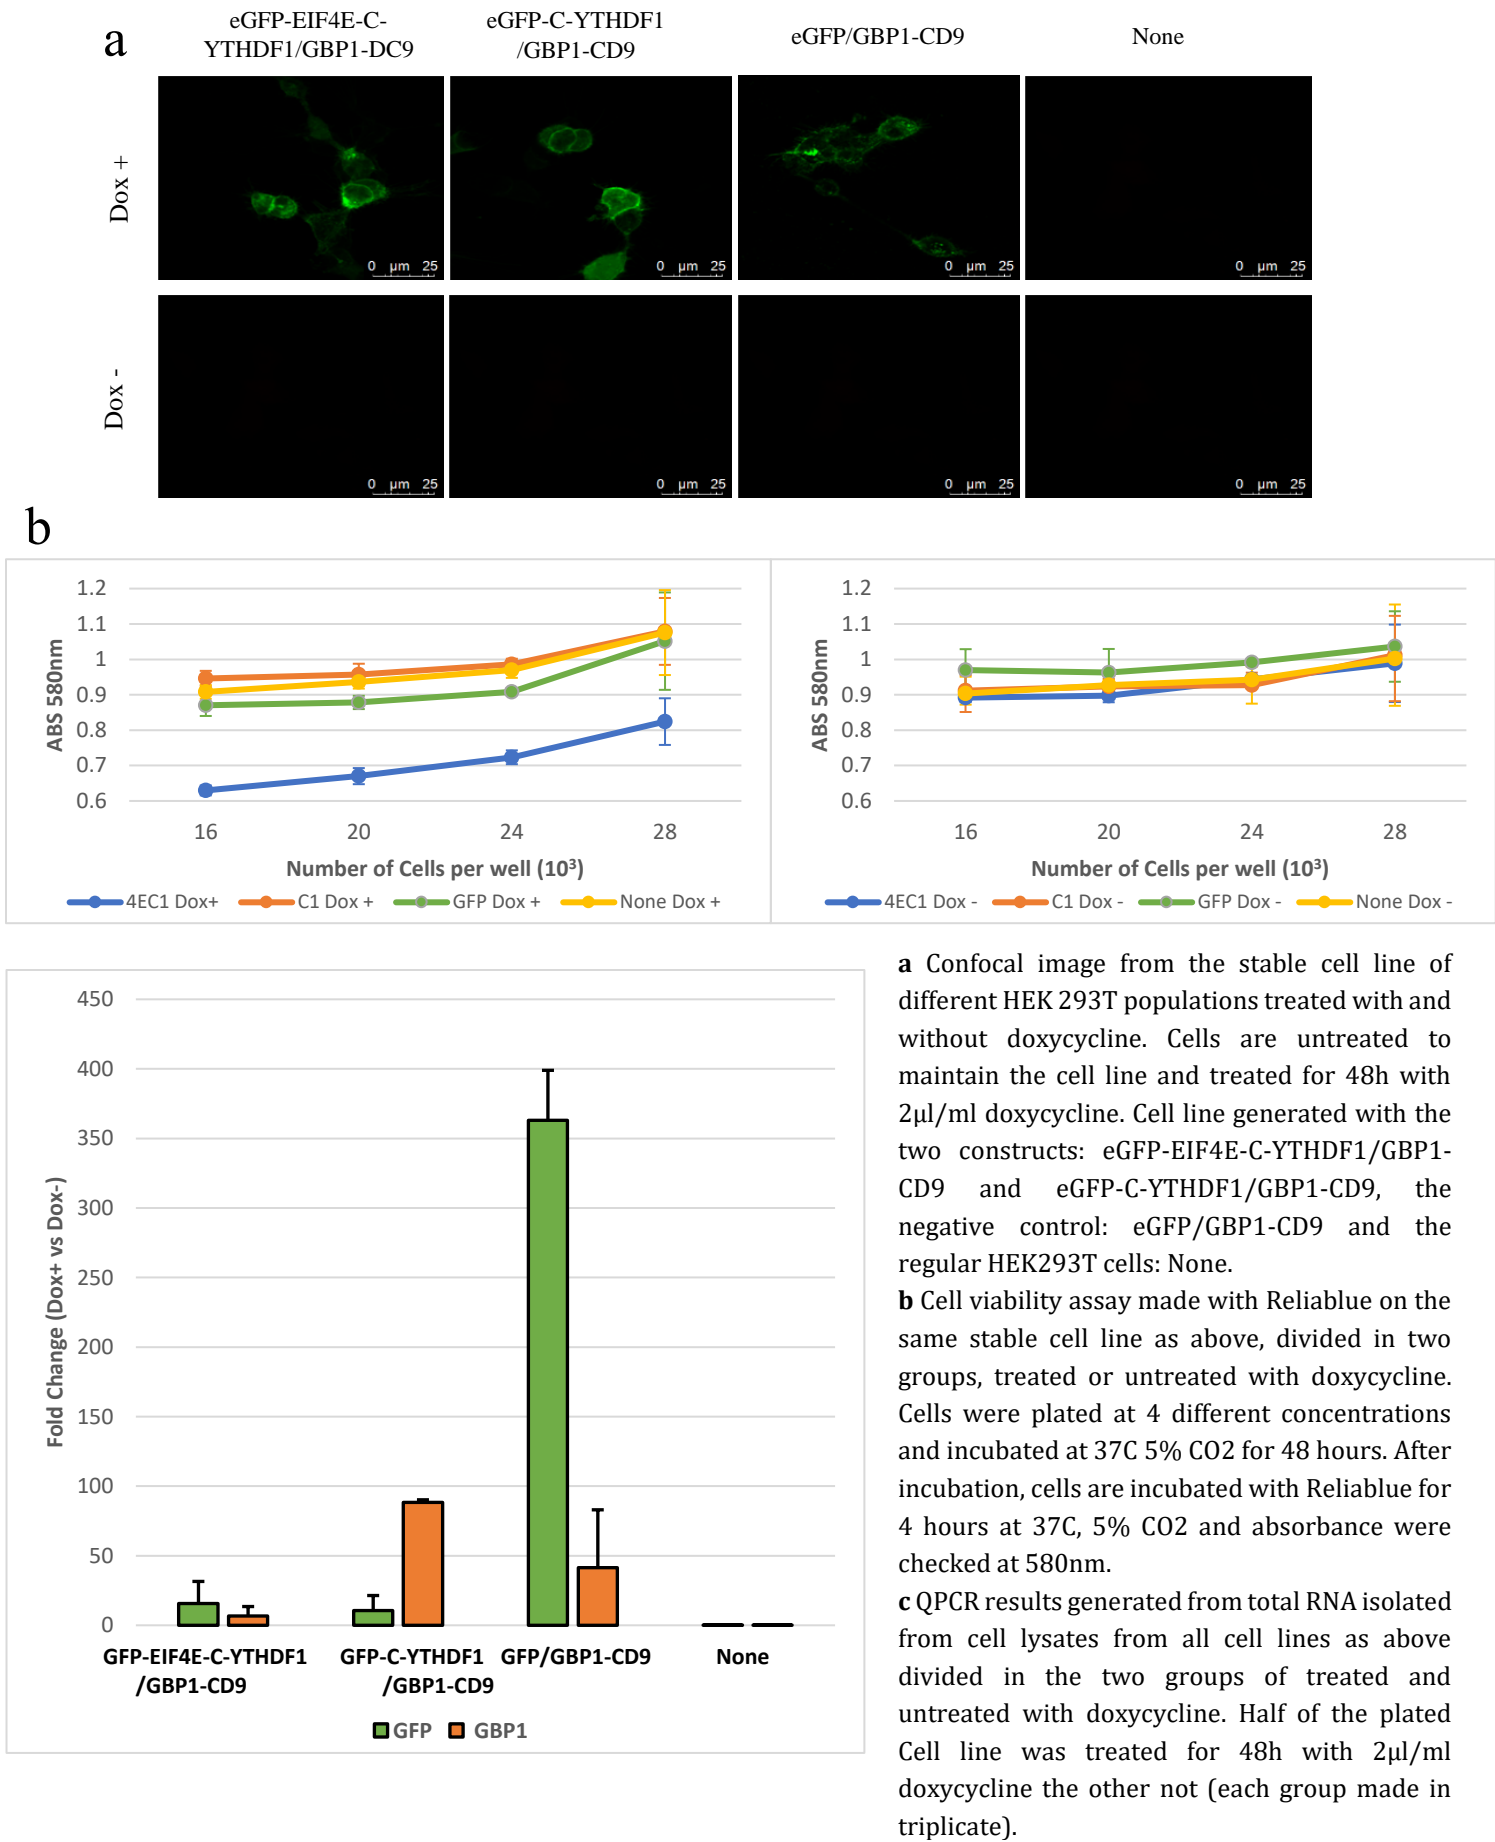 a
eGFP-EIF4E-C-
YTHDF1/GBP1-DC9
eGFP-C-YTHDF1
/GBP1-CD9
eGFP/GBP1-CD9
None
Dox +
0 µm 25
0 µm 25
0 µm 25
0 µm 25
Dox -
0 µm 25
0 µm 25
0 µm 25
0 µm 25
b
1.2
1.1
1
0.9
0.8
0.7
0.6
ABS 580nm
16
20
24
28
Number of Cells per well (10³)
4EC1 Dox+
C1 Dox +
GFP Dox +
None Dox +
1.2
1.1
1
0.9
0.8
0.7
0.6
ABS 580nm
16
20
24
28
Number of Cells per well (10³)
4EC1 Dox -
C1 Dox -
GFP Dox -
None Dox -
450
400
350
300
250
200
150
100
50
0
Fold Change (Dox+ vs Dox-)
GFP-EIF4E-C-YTHDF1
/GBP1-CD9
GFP-C-YTHDF1
/GBP1-CD9
GFP/GBP1-CD9
None
GFP
GBP1
a Confocal image from the stable cell line of
different HEK 293T populations treated with and
without doxycycline. Cells are untreated to
maintain the cell line and treated for 48h with
2µl/ml doxycycline. Cell line generated with the
two constructs: eGFP-EIF4E-C-YTHDF1/GBP1-
CD9 and eGFP-C-YTHDF1/GBP1-CD9, the
negative control: eGFP/GBP1-CD9 and the
regular HEK293T cells: None.
b Cell viability assay made with Reliablue on the
same stable cell line as above, divided in two
groups, treated or untreated with doxycycline.
Cells were plated at 4 different concentrations
and incubated at 37C 5% CO2 for 48 hours. After
incubation, cells are incubated with Reliablue for
4 hours at 37C, 5% CO2 and absorbance were
checked at 580nm.
c QPCR results generated from total RNA isolated
from cell lysates from all cell lines as above
divided in the two groups of treated and
untreated with doxycycline. Half of the plated
Cell line was treated for 48h with 2µl/ml
doxycycline the other not (each group made in
triplicate).